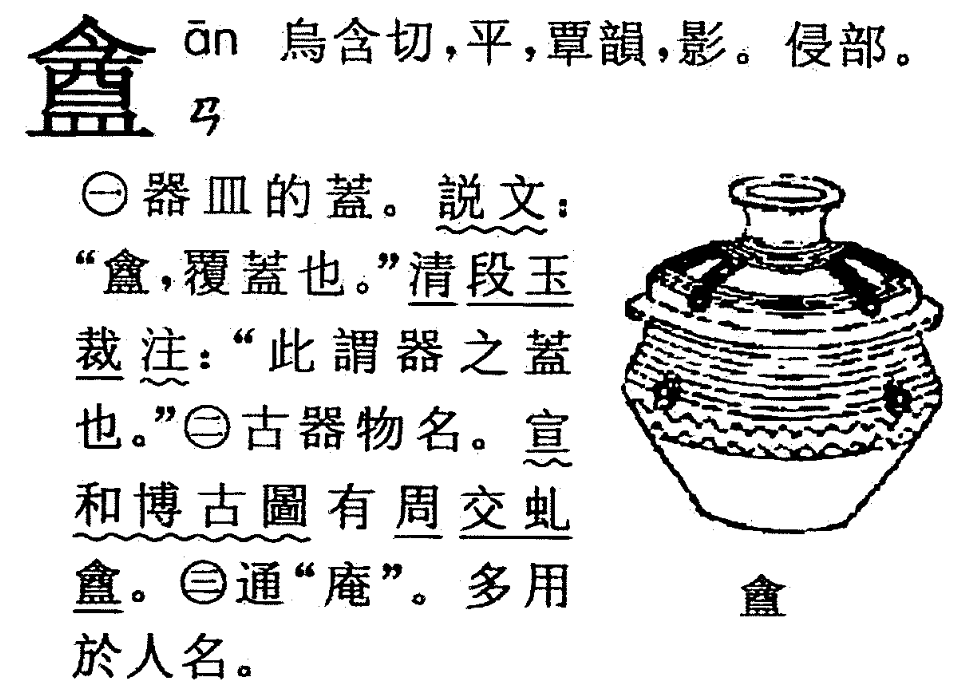 盦 ān 烏含切，平，覃韻，影。侵部。
ㄢ
㊀器皿的蓋。説文：
“盦，覆蓋也。”清段玉
裁注：“此謂器之蓋
也。”㊁古器物名。宣
和博古圖有周交虬
盦。㊂通“庵”。多用
於人名。
盦